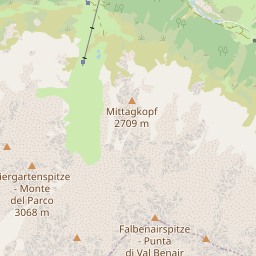 Mittagkopf
2709 m
iergartenspitze
- Monte
del Parco
3068 m
Falbenairspitze
- Punta
di Val Benair